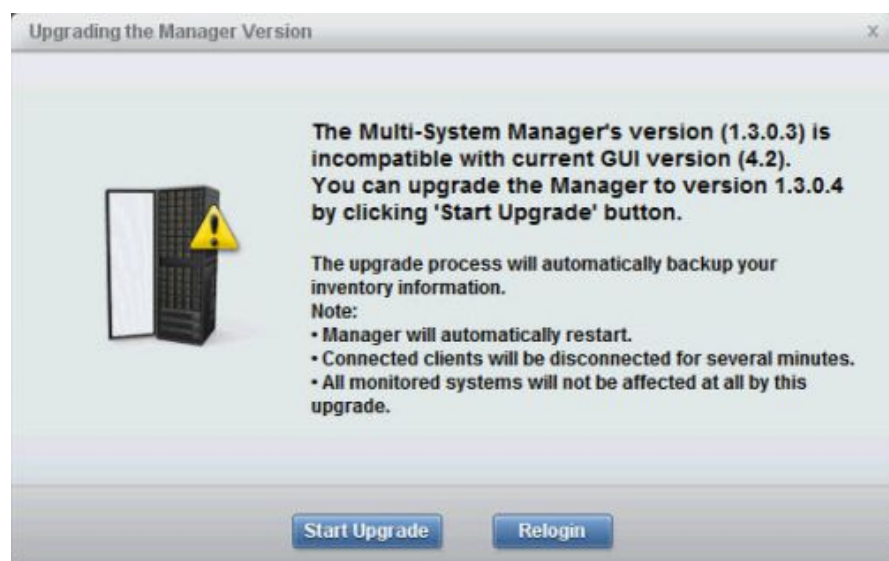 Upgrading the Manager Version
x
The Multi-System Manager's version (1.3.0.3) is
incompatible with current GUI version (4.2).
You can upgrade the Manager to version 1.3.0.4
by clicking 'Start Upgrade' button.
The upgrade process will automatically backup your
inventory information.
Note:
• Manager will automatically restart.
• Connected clients will be disconnected for several minutes.
• All monitored systems will not be affected at all by this
upgrade.
Start Upgrade
Relogin